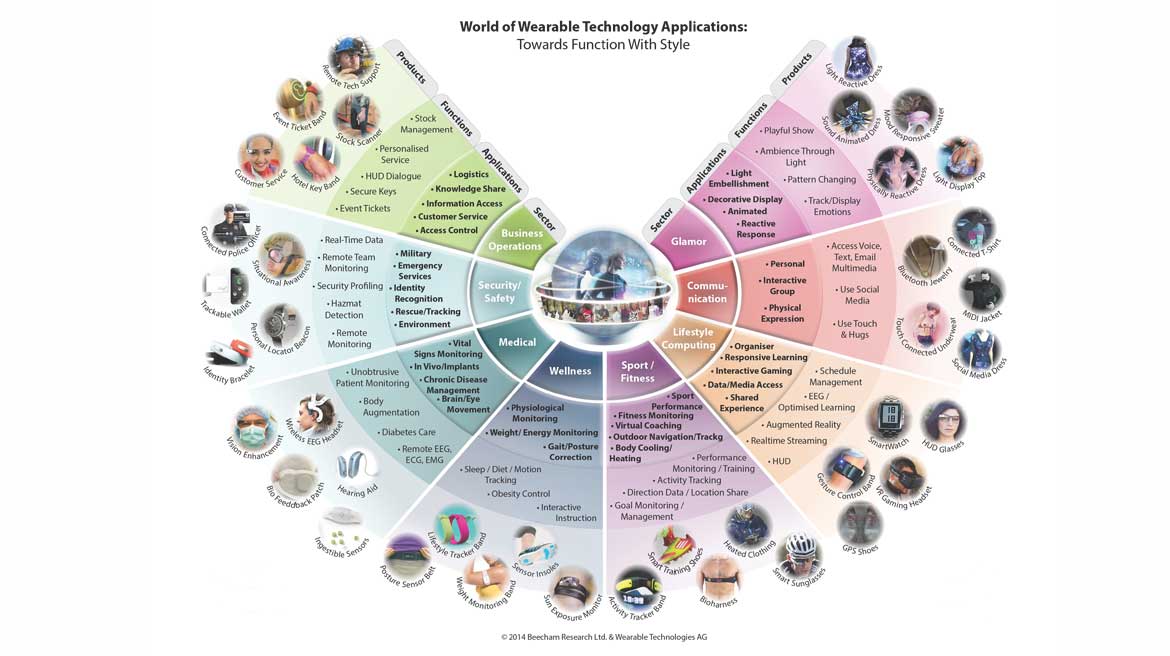 World of Wearable Technology Applications:
Towards Function With Style
Products
Functions
Applications
Sector
Business
Operations
• Logistics
• Knowledge Share
• Information Access
• Customer Service
• Access Control
• Stock
Management
• Personalised
Service
• HUD Dialogue
• Secure Keys
• Event Tickets
Remote Tech Support
Event Ticket Band
Stock Scanner
Customer Service
Hotel Key Band
Security/
Safety
• Military
• Emergency
Services
• Identity
Recognition
• Rescue/Tracking
• Environment
• Real-Time Data
• Remote Team
Monitoring
• Security Profiling
• Hazmat
Detection
• Remote
Monitoring
Connected Police Officer
Situational Awareness
Trackable Wallet
Personal Locator Beacon
Identity Bracelet
Medical
• Vital
Signs Monitoring
• In Vivo/Implants
• Chronic Disease
Management
• Brain/Eye
Movement
• Unobtrusive
Patient Monitoring
• Body
Augmentation
• Diabetes Care
• Remote EEG,
ECG, EMG
Vision Enhancement
Wireless EEG Headset
Bio Feeddback Patch
Hearing Aid
Ingestible Sensors
Wellness
• Physiological
Monitoring
• Weight/ Energy Monitoring
• Gait/Posture
Correction
• Sleep / Diet / Motion
Tracking
• Obesity Control
• Interactive
Instruction
Lifestyle Tracker Band
Posture Sensor Belt
Sensor Insoles
Weight Monitoring Band
Sun Exposure Monitor
Sport /
Fitness
• Sport
Performance
• Fitness Monitoring
• Virtual Coaching
• Outdoor Navigation/Trackg
• Body Cooling/
Heating
• Performance
Monitoring / Training
• Activity Tracking
• Direction Data / Location Share
• Goal Monitoring /
Management
Smart Training Shoes
Heated Clothing
Activity Tracker Band
Bioharness
Smart Sunglasses
Lifestyle
Computing
• Organiser
• Responsive Learning
• Interactive Gaming
• Data/Media Access
• Shared
Experience
• Schedule
Management
• EEG /
Optimised Learning
• Augmented Reality
• Realtime Streaming
• HUD
SmartWatch
HUD Glasses
Gesture Control Band
VR Gaming Headset
GPS Shoes
Commu-
nication
• Personal
• Interactive
Group
• Physical
Expression
• Access Voice,
Text, Email
Multimedia
• Use Social
Media
• Use Touch
& Hugs
Connected T-Shirt
Bluetooth Jewelry
MIDI Jacket
Touch Connected Underwear
Social Media Dress
Glamor
• Light
Embellishment
• Decorative Display
• Animated
• Reactive
Response
• Playful Show
• Ambience Through
Light
• Pattern Changing
• Track/Display
Emotions
Light Reactive Dress
Sound Animated Dress
Mood Responsive Sweater
Physically Reactive Dress
Light Display Top
Sector
Applications
Functions
Products
© 2014 Beecham Research Ltd. & Wearable Technologies AG